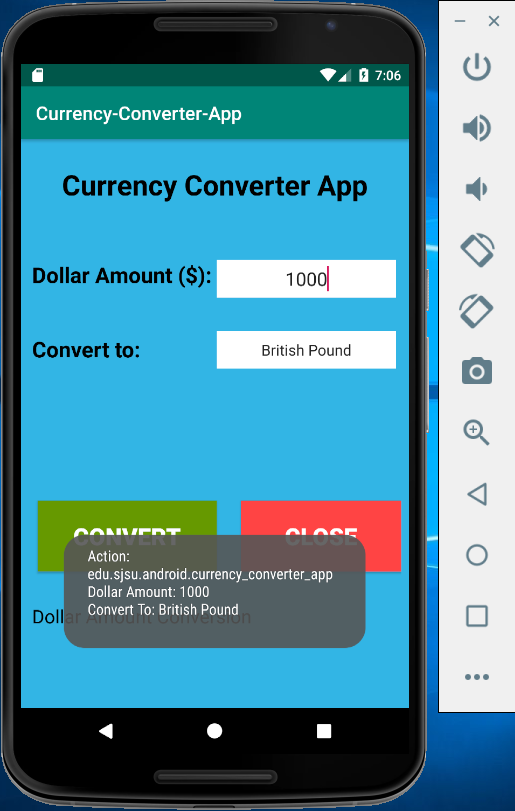 7:06
Currency-Converter-App
Currency Converter App
Dollar Amount ($): 1000
Convert to: British Pound
CONVERT CLOSE
Action:
edu.sjsu.android.currency_converter_app
Dollar Amount: 1000
Convert To: British Pound
Dollar Amount Conversion